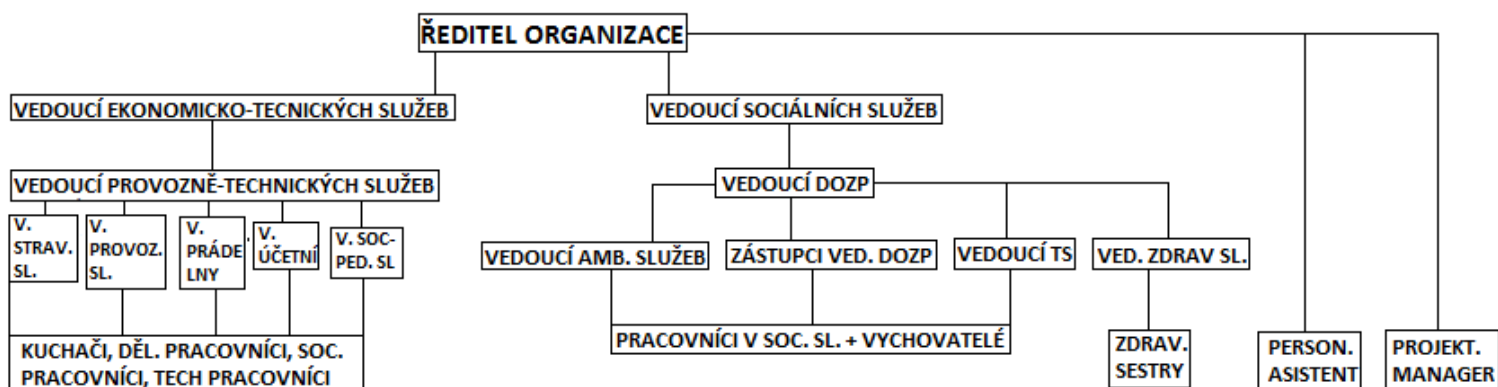 ŘEDITEL ORGANIZACE
VEDOUCÍ EKONOMICKO-TECNICKÝCH SLUŽEB
VEDOUCÍ SOCIÁLNÍCH SLUŽEB
VEDOUCÍ PROVOZNĚ-TECHNICKÝCH SLUŽEB
VEDOUCÍ DOZP
V.
STRAV.
SL.
V.
PROVOZ.
SL.
V.
PRÁDE
LNY
V.
ÚČETNÍ
V. SOC-
PED. SL
VEDOUCÍ AMB. SLUŽEB
ZÁSTUPCI VED. DOZP
VEDOUCÍ TS
VED. ZDRAV SL.
KUCHAČI, DĚL. PRACOVNÍCI, SOC.
PRACOVNÍCI, TECH PRACOVNÍCI
PRACOVNÍCI V SOC. SL. + VYCHOVATELÉ
ZDRAV.
SESTRY
PERSON.
ASISTENT
PROJEKT.
MANAGER